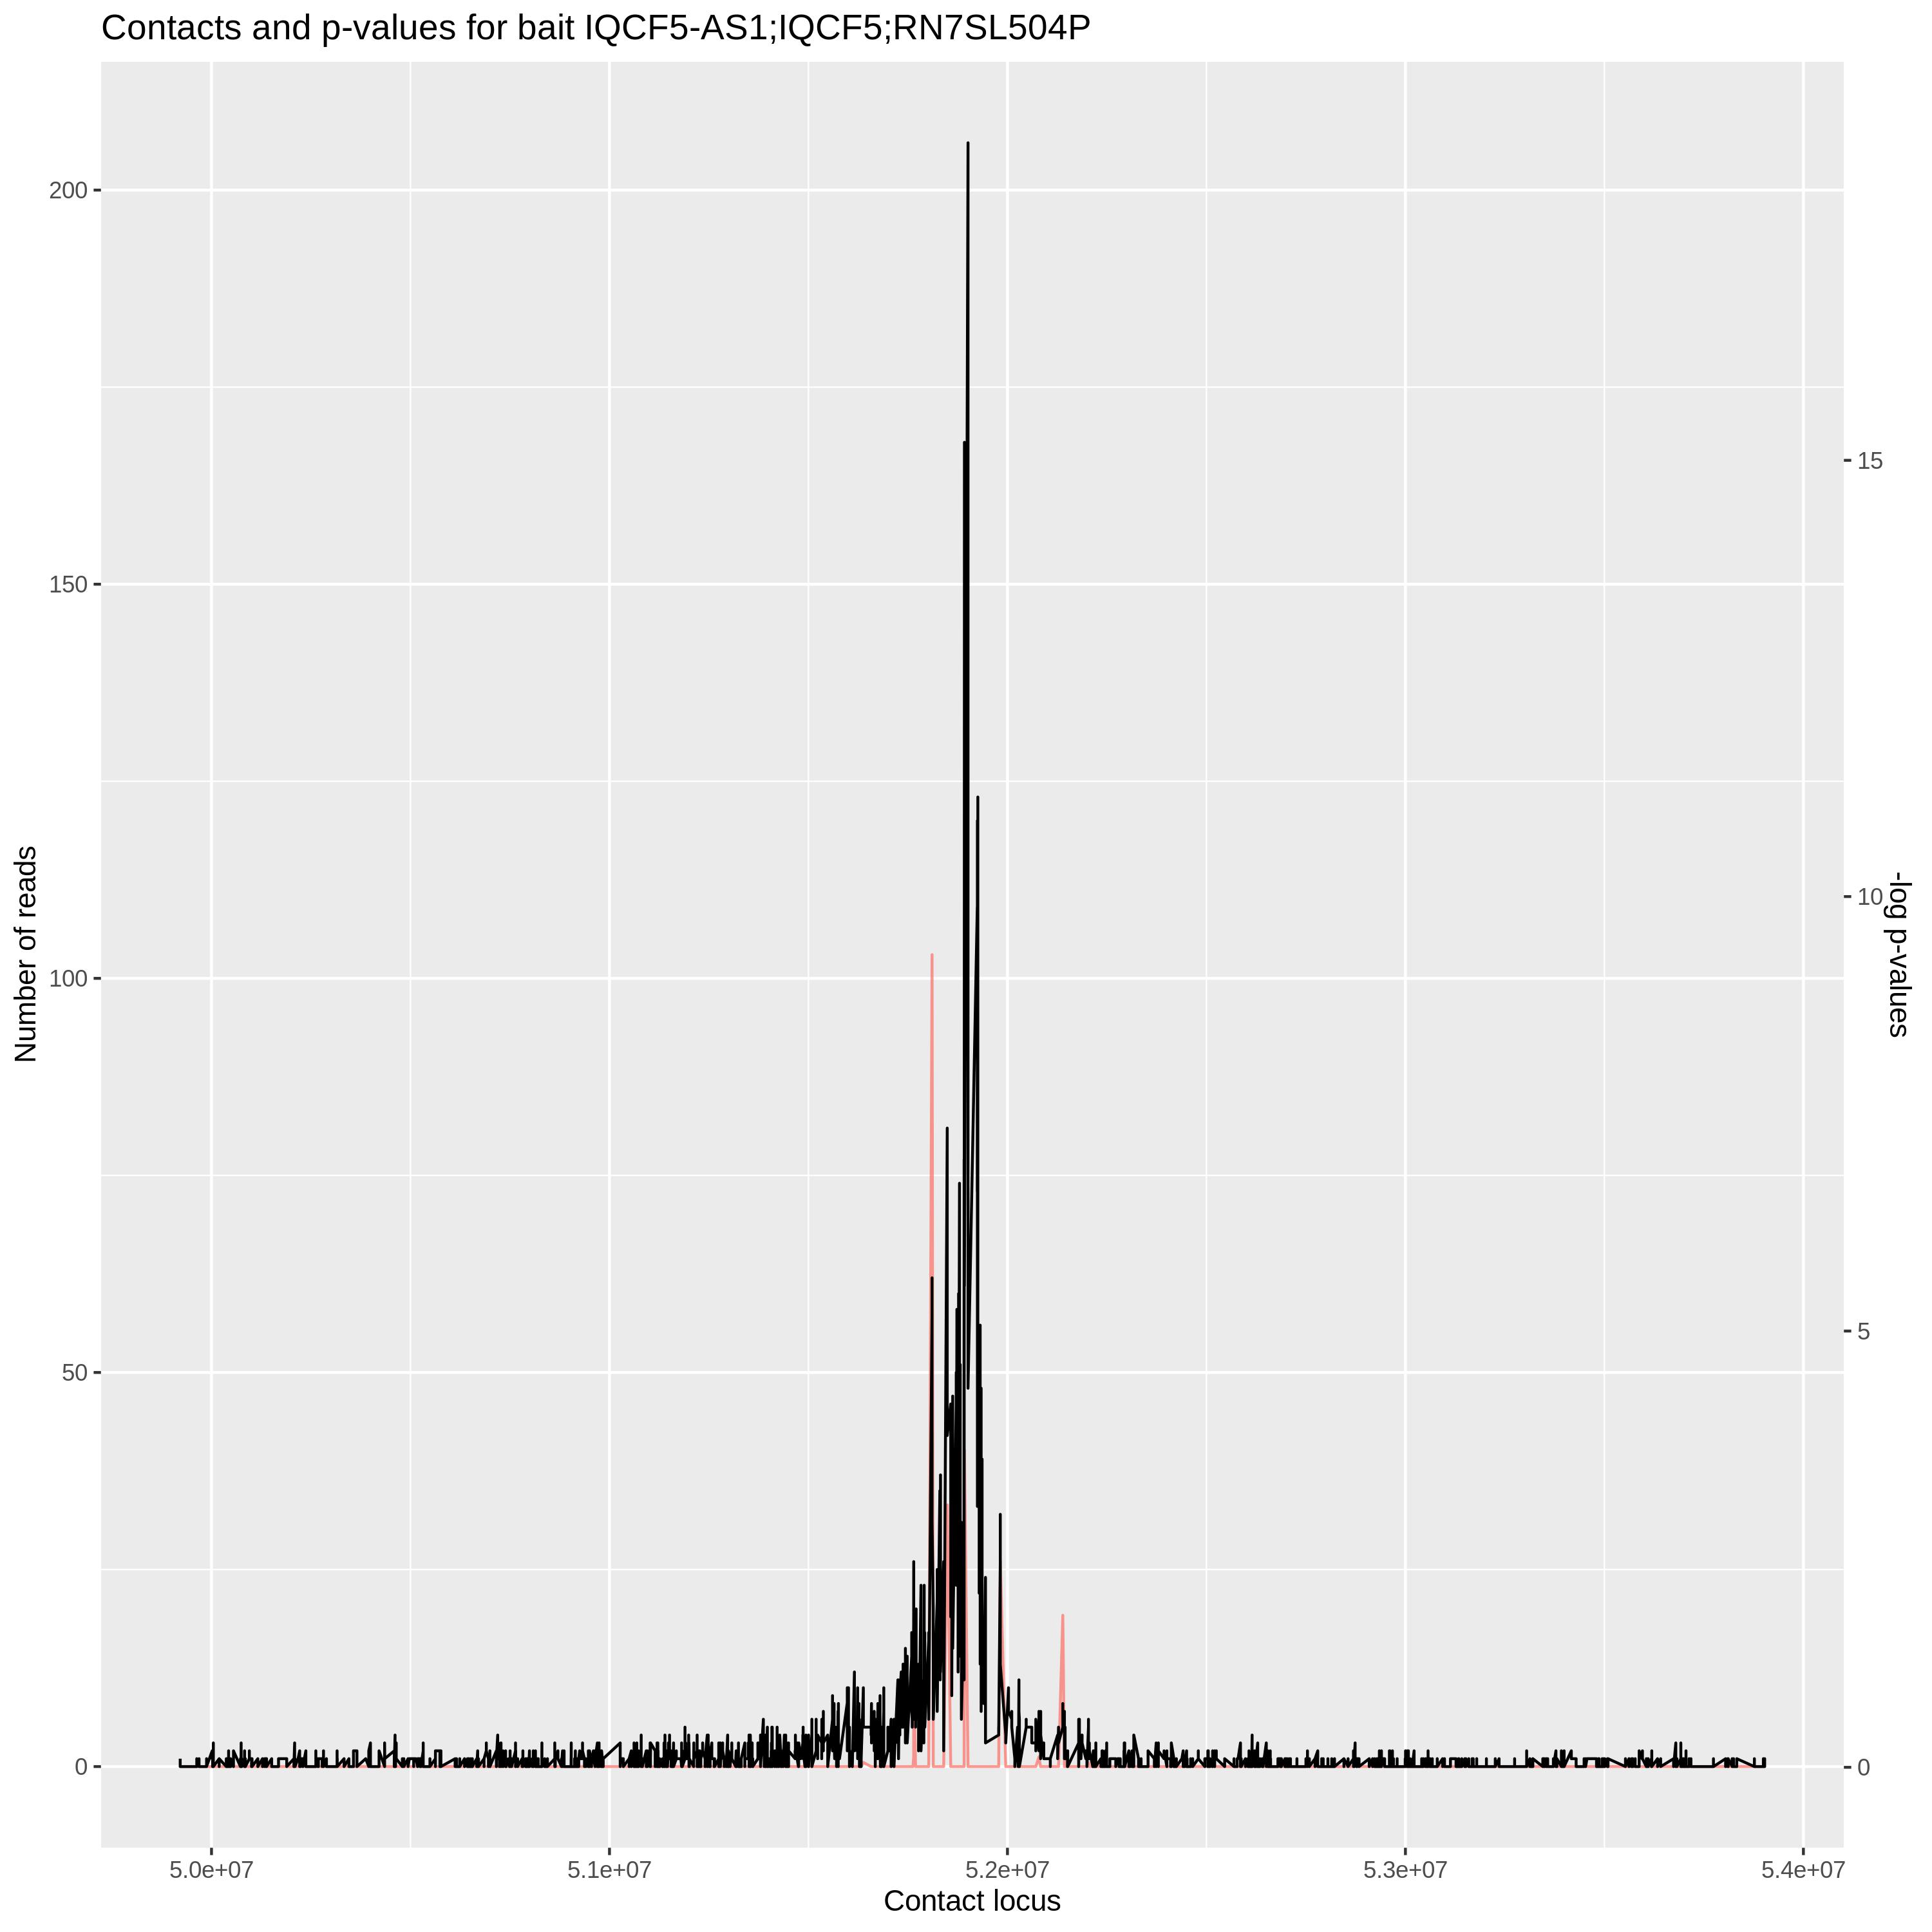 Contacts and p-values for bait IQCF5-AS1;IQCF5;RN7SL504P
Number of reads
200
150
100
50
0
15
10
5
0
-log p-values
5.0e+07
5.1e+07
5.2e+07
5.3e+07
5.4e+07
Contact locus